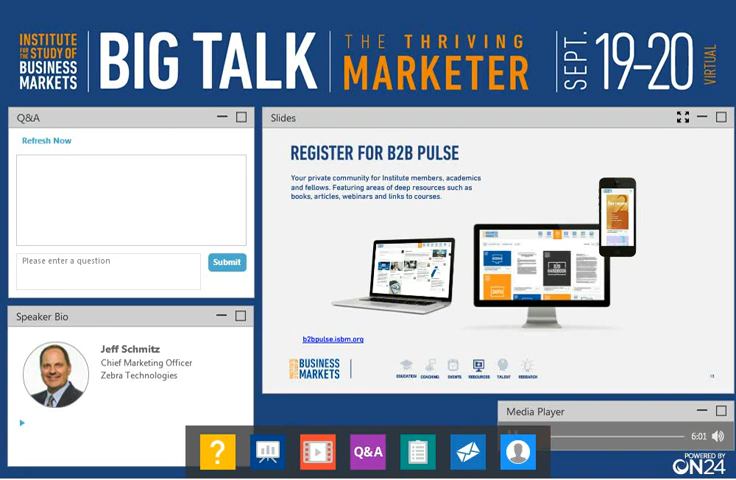 INSTITUTE
FOR THE STUDY OF
BUSINESS
MARKETS
BIG TALK
THE THRIVING
MARKETER
SEPT.
19-20
VIRTUAL
Q&A
Refresh Now
Please enter a question
Submit
Speaker Bio
Jeff Schmitz
Chief Marketing Officer
Zebra Technologies
Slides
REGISTER FOR B2B PULSE
Your private community for Institute members, academics
and fellows. Featuring areas of deep resources such as
books, articles, webinars and links to courses.
BUSINESS
MARKETS
B2B
HANDBOOK
b2bpulse.isbm.org
BUSINESS
MARKETS
EDUCATION
COACHING
EVENTS
RESOURCES
TALENT
RESEARCH
Media Player
6:01
?
Q&A
POWERED BY
ON24